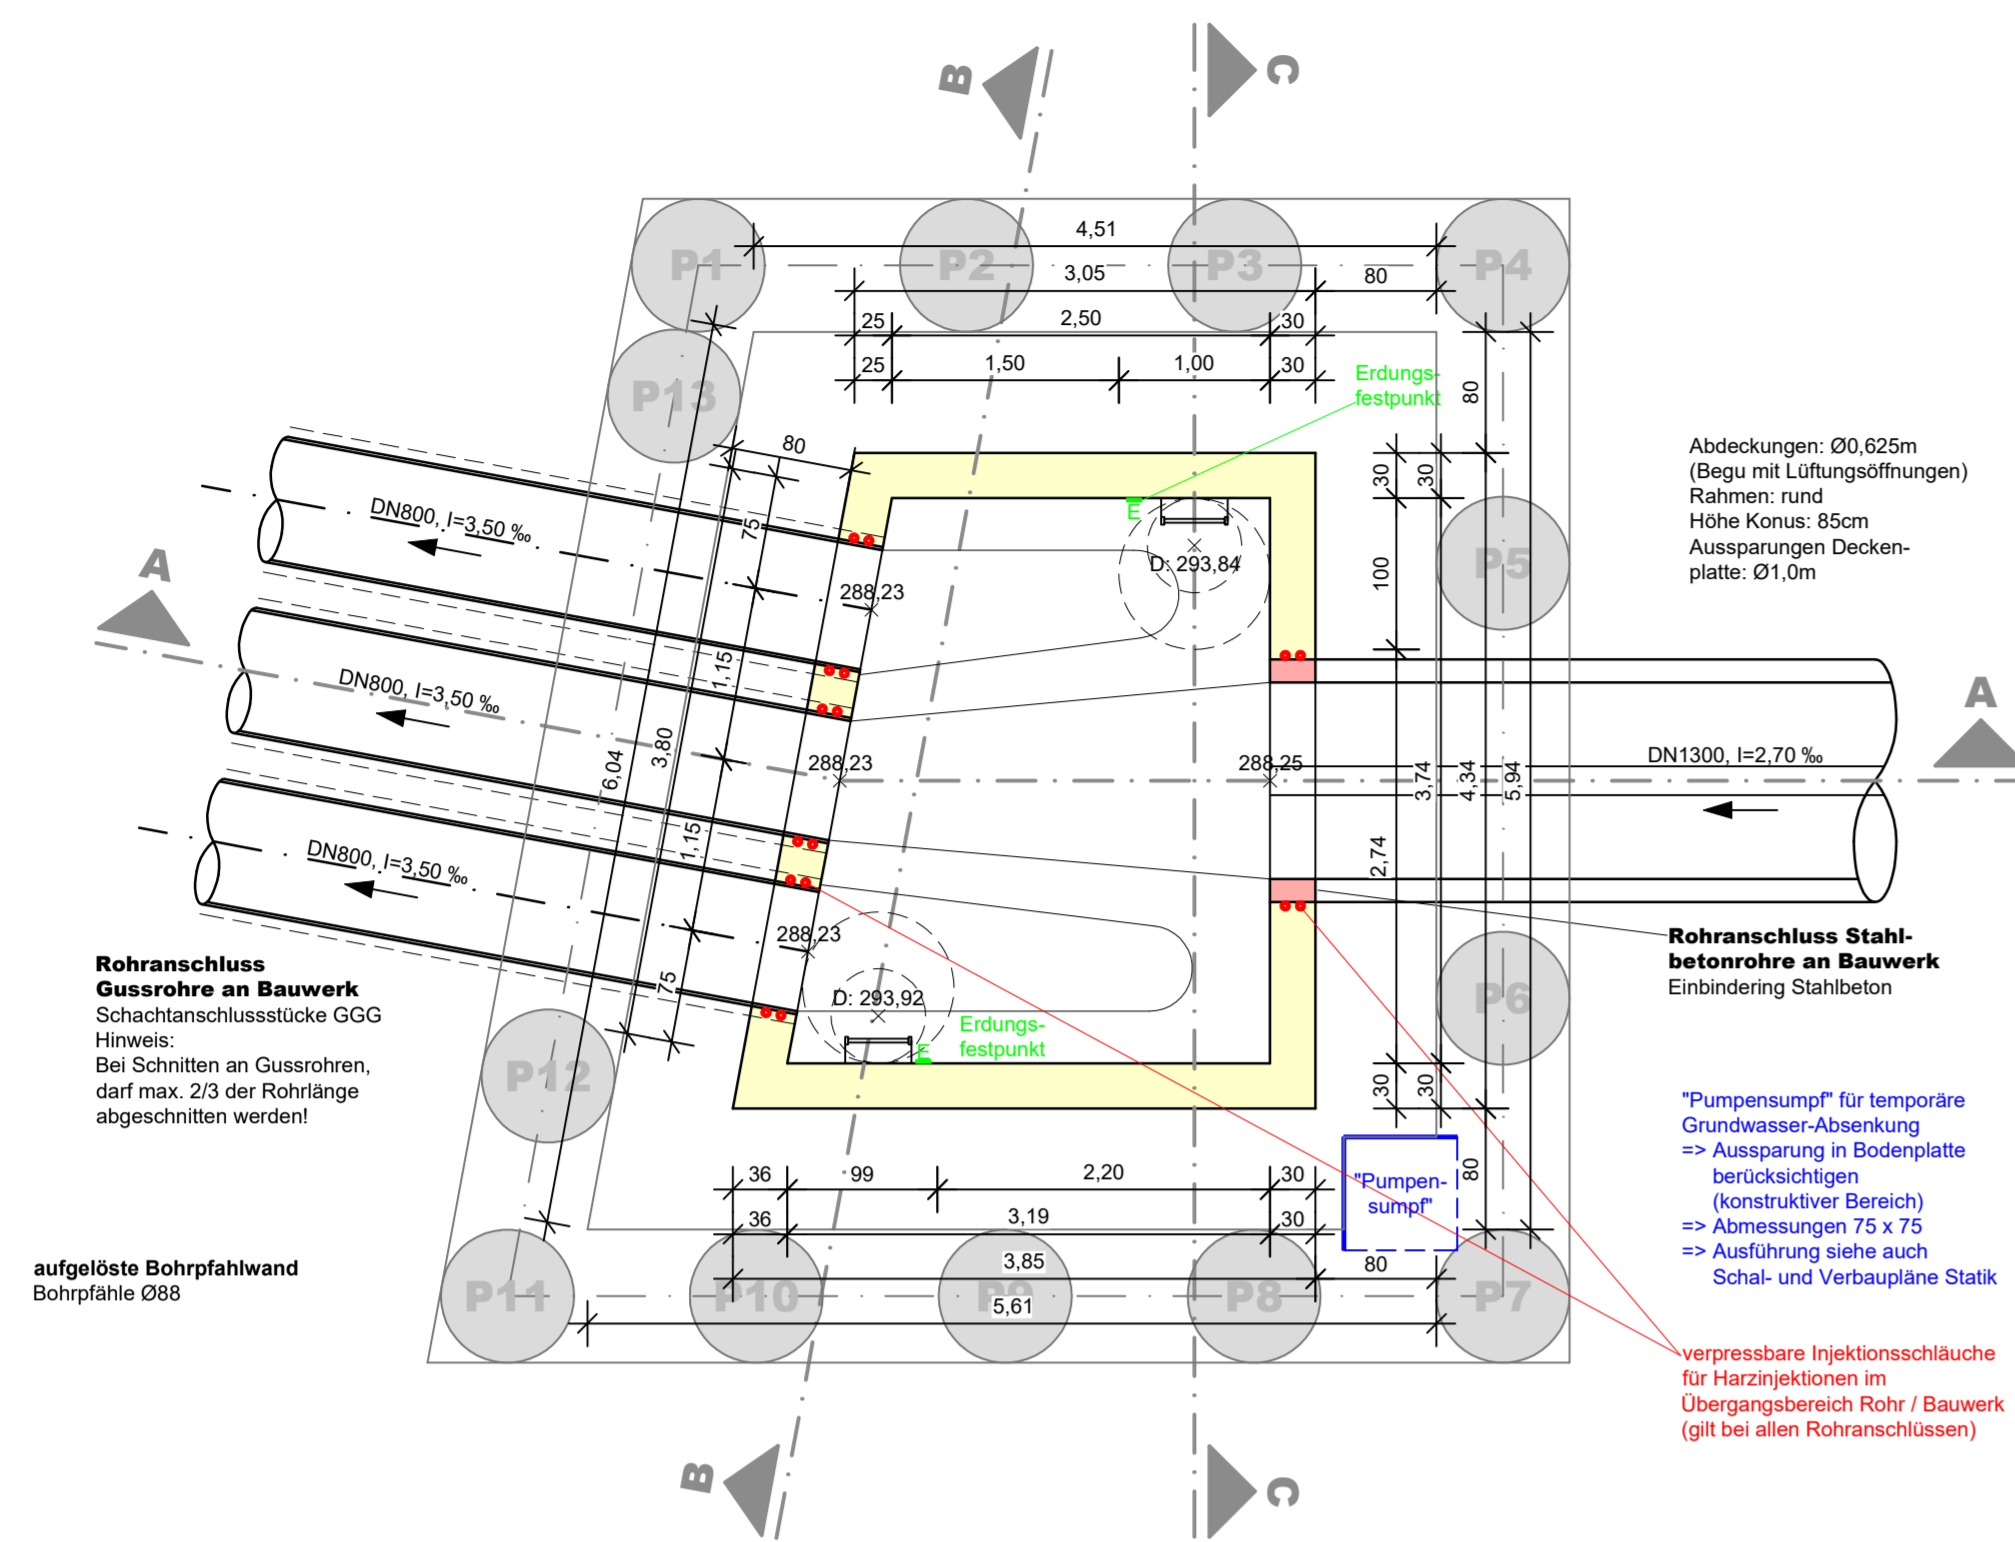 B
C
4,51
P1
P2
P3
P4
3,05
80
25
2,50
30
25
1,50
1,00
30
Erdungs-
festpunkt
80
P13
80
30
30
Abdeckungen: Ø0,625m
(Begu mit Lüftungsöffnungen)
Rahmen: rund
Höhe Konus: 85cm
Aussparungen Decken-
platte: Ø1,0m
DN800, I=3,50 ‰
75
E
D: 293,84
100
P5
A
288,23
1,15
DN800, I=3,50 ‰
A
6,04
3,80
288,23
288,25
3,74
4,34
5,94
DN1300, I=2,70 ‰
1,15
2,74
DN800, I=3,50 ‰
288,23
75
Rohranschluss
Gussrohre an Bauwerk
Schachtanschlussstücke GGG
Hinweis:
Bei Schnitten an Gussrohren,
darf max. 2/3 der Rohrlänge
abgeschnitten werden!
D: 293,92
Erdungs-
festpunkt
E
P6
Rohranschluss Stahl-
betonrohre an Bauwerk
Einbindering Stahlbeton
P12
30
30
"Pumpensumpf" für temporäre
Grundwasser-Absenkung
=> Aussparung in Bodenplatte
berücksichtigen
(konstruktiver Bereich)
=> Abmessungen 75 x 75
=> Ausführung siehe auch
Schal- und Verbaupläne Statik
36
99
2,20
30
"Pumpen-
sumpf"
80
36
3,19
30
3,85
80
aufgelöste Bohrpfahlwand
Bohrpfähle Ø88
P11
P10
P9
P8
P7
5,61
verpressbare Injektionsschläuche
für Harzinjektionen im
Übergangsbereich Rohr / Bauwerk
(gilt bei allen Rohranschlüssen)
B
C